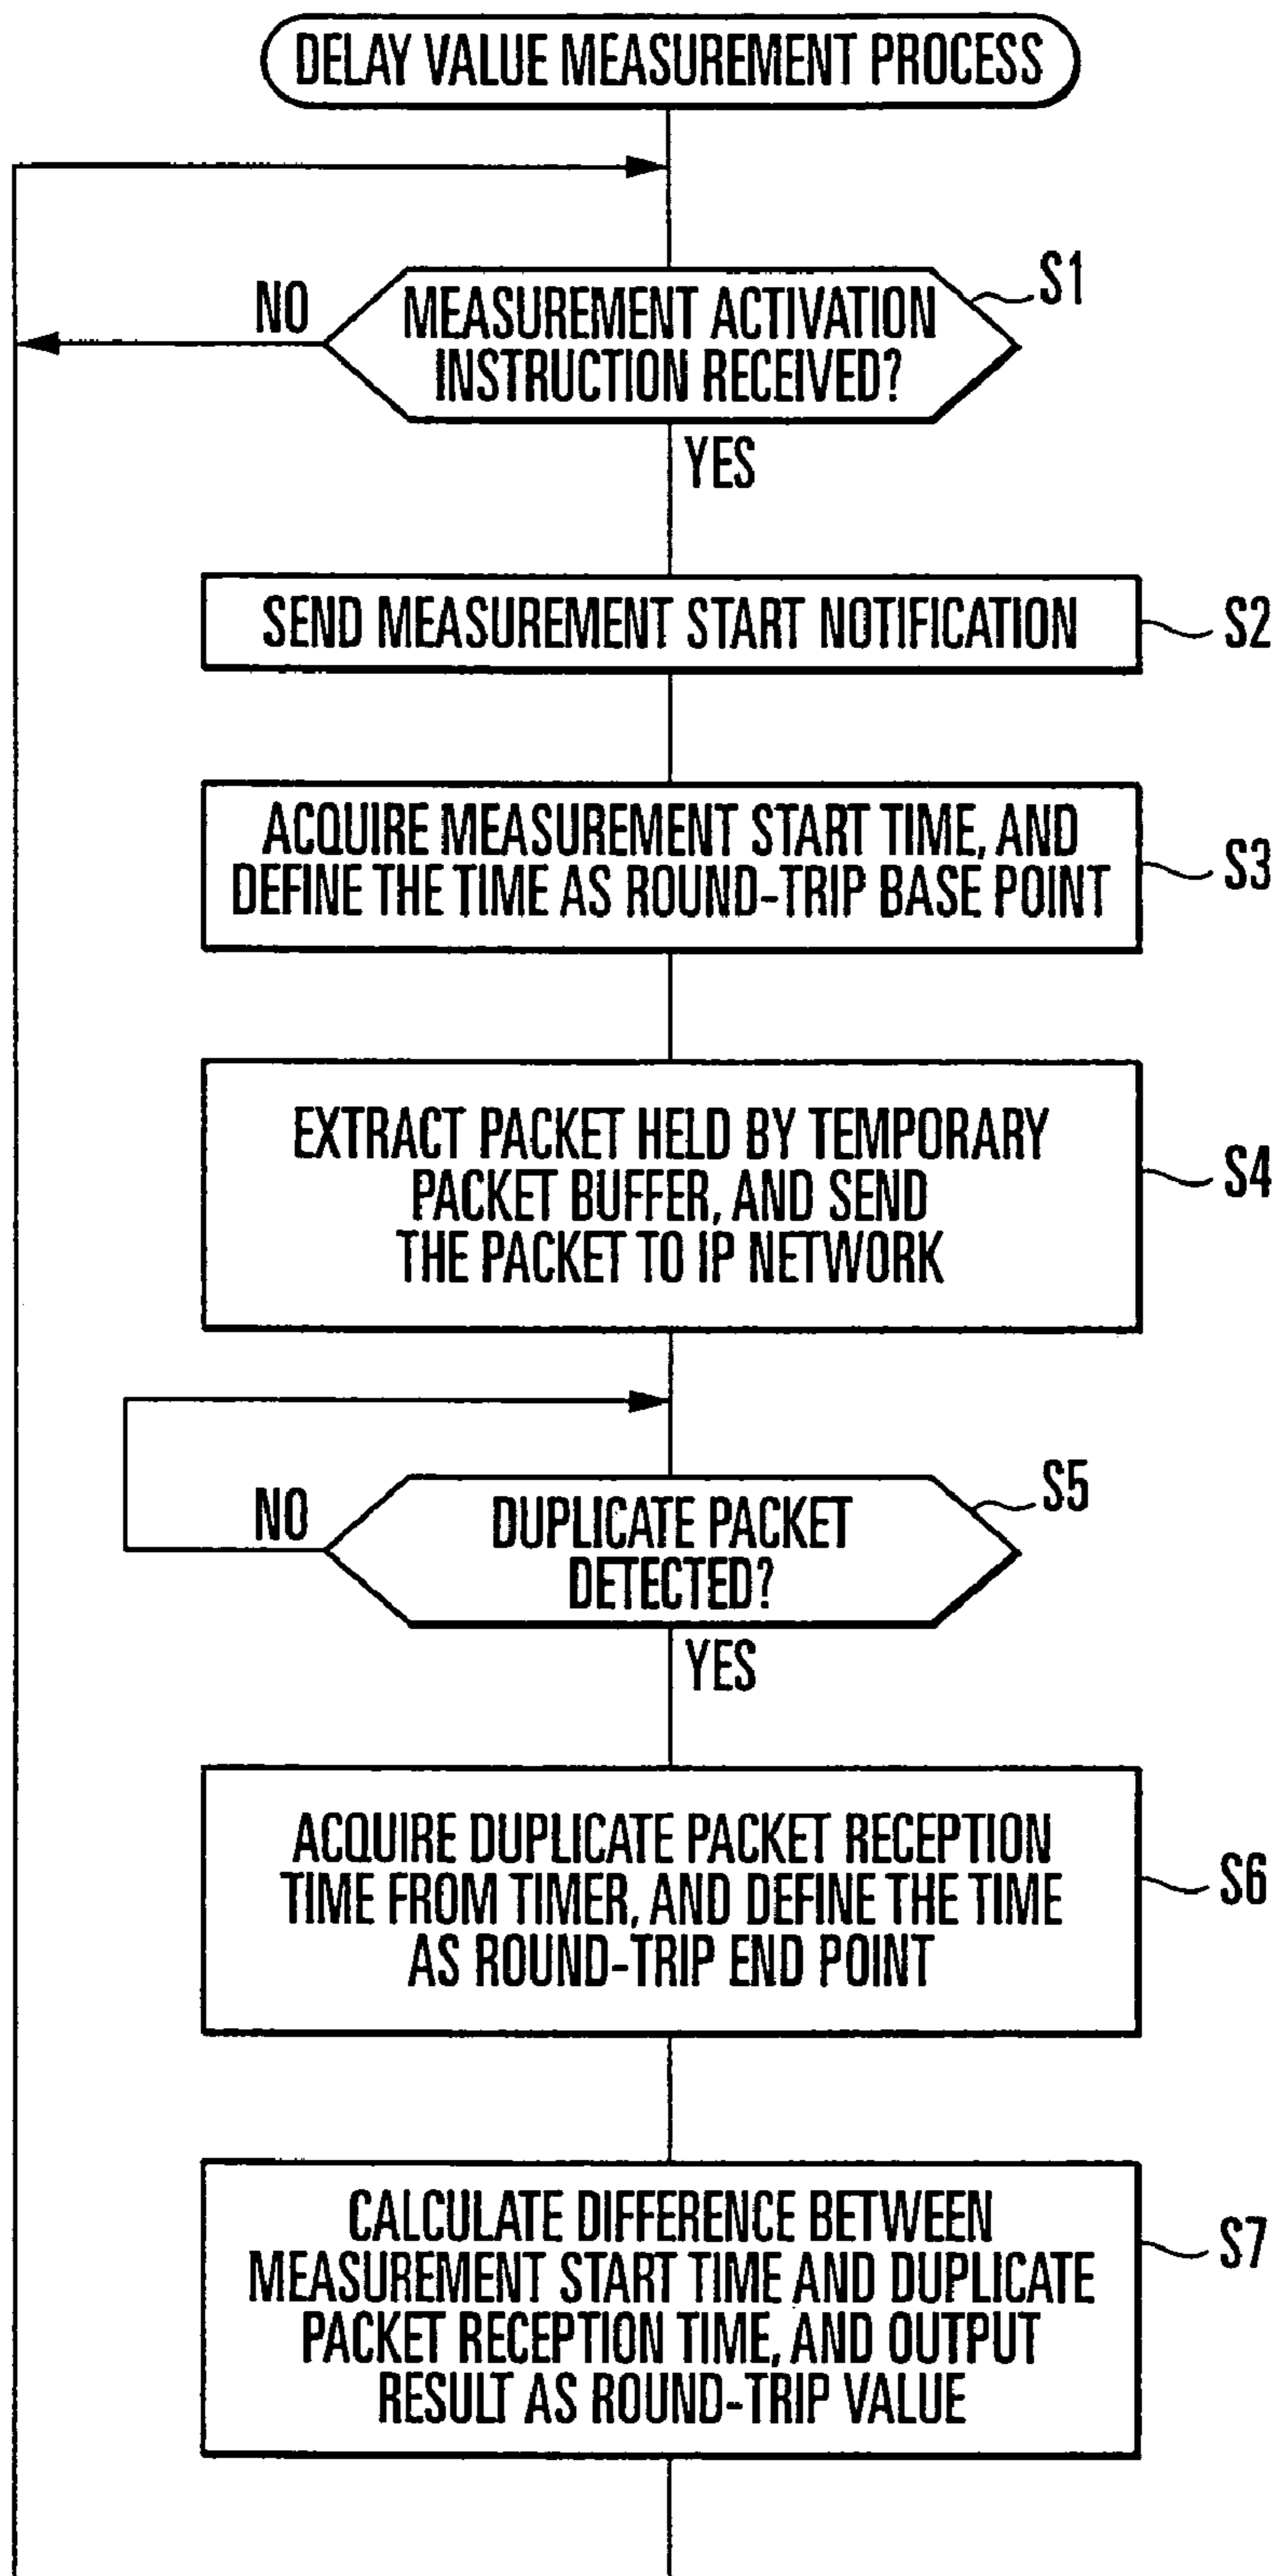 DELAY VALUE MEASUREMENT PROCESS
S1
NO
MEASUREMENT ACTIVATION
INSTRUCTION RECEIVED?
YES
SEND MEASUREMENT START NOTIFICATION
S2
ACQUIRE MEASUREMENT START TIME, AND
DEFINE THE TIME AS ROUND-TRIP BASE POINT
S3
EXTRACT PACKET HELD BY TEMPORARY
PACKET BUFFER, AND SEND
THE PACKET TO IP NETWORK
S4
S5
NO
DUPLICATE PACKET
DETECTED?
YES
ACQUIRE DUPLICATE PACKET RECEPTION
TIME FROM TIMER, AND DEFINE THE TIME
AS ROUND-TRIP END POINT
S6
CALCULATE DIFFERENCE BETWEEN
MEASUREMENT START TIME AND DUPLICATE
PACKET RECEPTION TIME, AND OUTPUT
RESULT AS ROUND-TRIP VALUE
S7